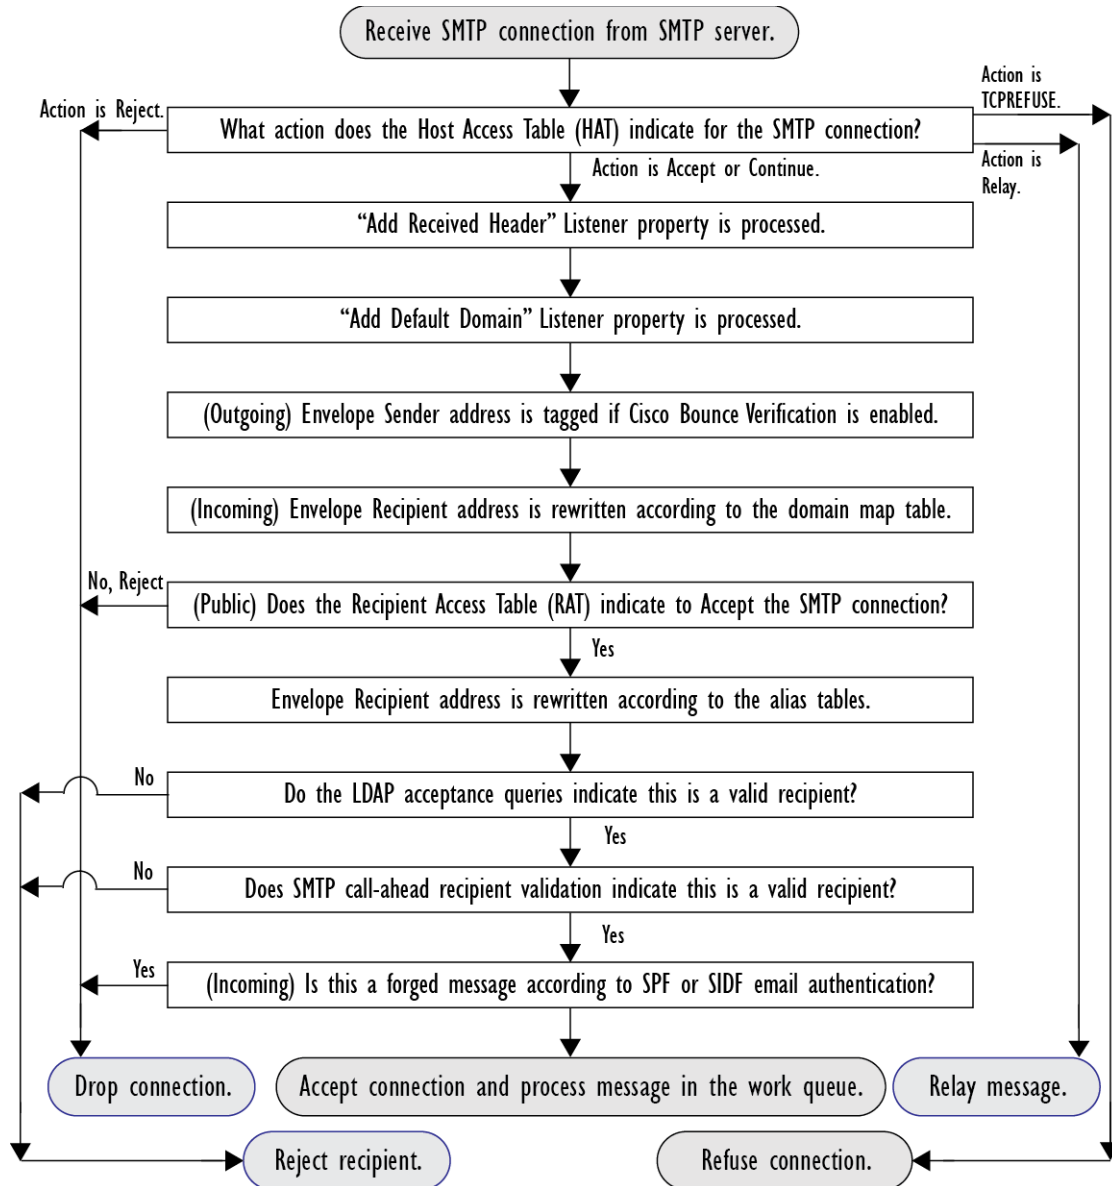 Receive SMTP connection from SMTP server.
Action is
TCPREFUSE.
Action is Reject.
What action does the Host Access Table (HAT) indicate for the SMTP connection?
Action is Accept or Continue.
Action is
Relay.
“Add Received Header” Listener property is processed.
“Add Default Domain” Listener property is processed.
(Outgoing) Envelope Sender address is tagged if Cisco Bounce Verification is enabled.
(Incoming) Envelope Recipient address is rewritten according to the domain map table.
No, Reject
(Public) Does the Recipient Access Table (RAT) indicate to Accept the SMTP connection?
Yes
Envelope Recipient address is rewritten according to the alias tables.
No
Do the LDAP acceptance queries indicate this is a valid recipient?
Yes
No
Does SMTP call-ahead recipient validation indicate this is a valid recipient?
Yes
Yes
(Incoming) Is this a forged message according to SPF or SIDF email authentication?
Drop connection.
Accept connection and process message in the work queue.
Relay message.
Reject recipient.
Refuse connection.